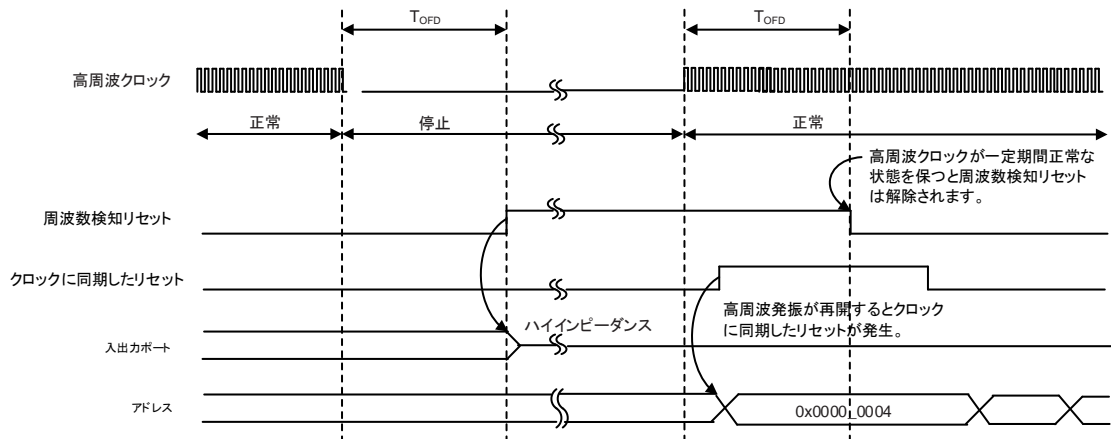 TOFD
TOFD
高周波クロック
正常
停止
正常
高周波クロックが一定期間正常な
状態を保つと周波数検知リセット
は解除されます。
周波数検知リセット
クロックに同期したリセット
高周波発振が再開するとクロック
に同期したリセットが発生。
ハイインピーダンス
入出力ポート
アドレス
0x0000_0004